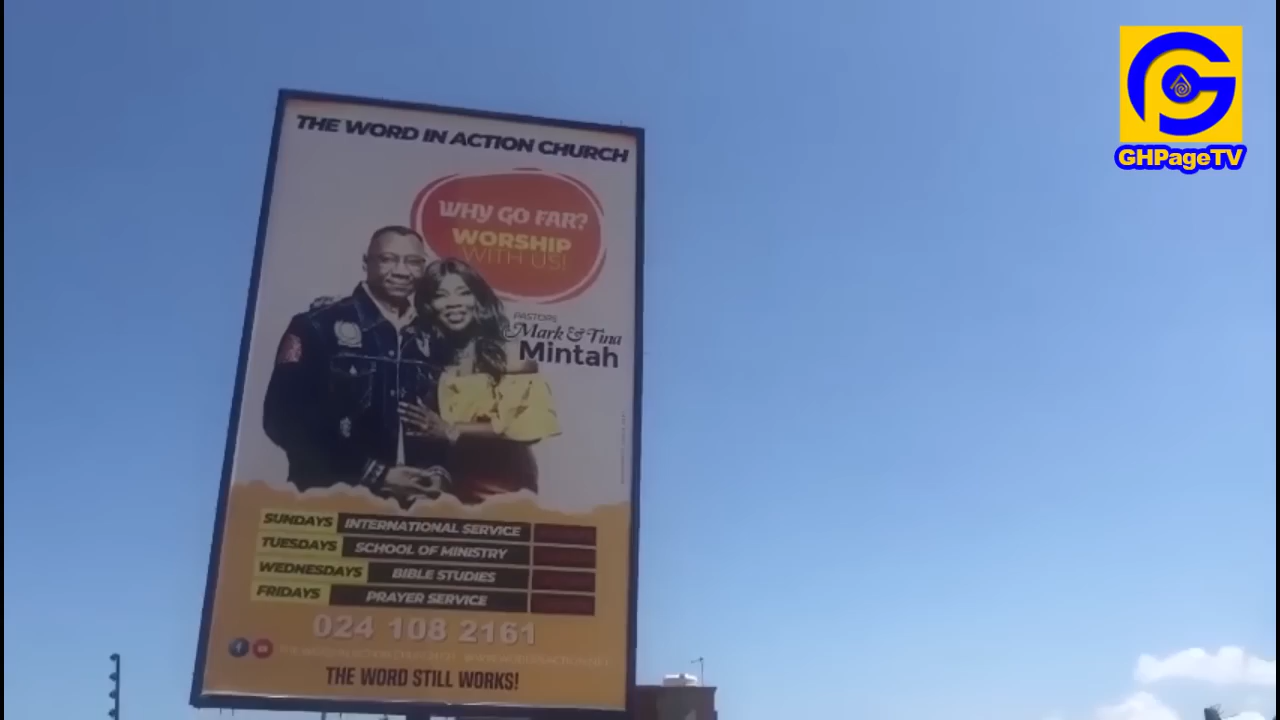 THE WORD IN ACTION CHURCH
WHY GO FAR?
WORSHIP
WITH US!
PASTORS
Mark & Tina
Mintah
SUNDAYS INTERNATIONAL SERVICE
TUESDAYS SCHOOL OF MINISTRY
WEDNESDAYS BIBLE STUDIES
FRIDAYS PRAYER SERVICE
024 108 2161
THE WORD STILL WORKS!
GHPageTV